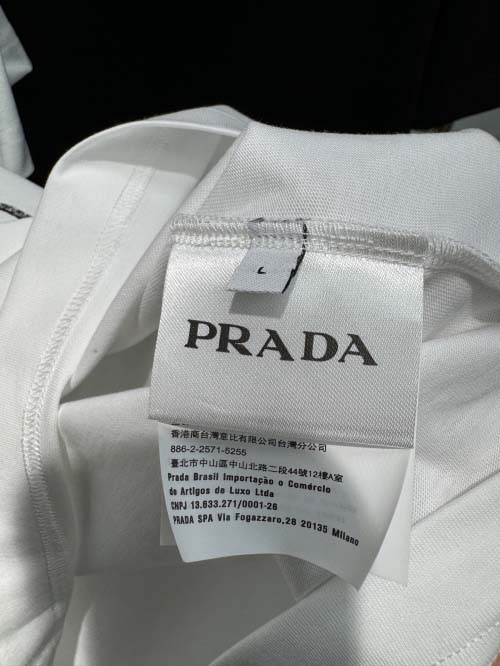 L
PRADA
香港商台灣意比有限公司台灣分公司
886-2-2571-5255
臺北市中山區中山北路二段44號12樓A室
Prada Brasil Importação o Comércio
de Artigos de Luxo Ltda
CNPJ 13.633.271/0001-26
PRADA SPA Via Fogazzaro,28 20135 Milano